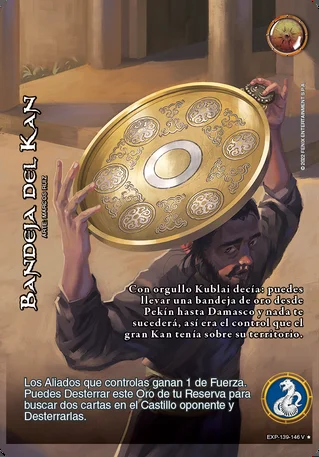 BANDEJA DEL KAN
© 2022 FENIX ENTERTAINMENT S.P.A.
Con orgullo Kublai decía: puedes
llevar una bandeja de oro desde
Pekín hasta Damasco y nada te
sucederá, así era el control que el
gran Kan tenía sobre su territorio.
Los Aliados que controlas ganan 1 de Fuerza.
Puedes Desterrar este Oro de tu Reserva para
buscar dos cartas en el Castillo oponente y
Desterrarlas.
EXP-139-146 V ★